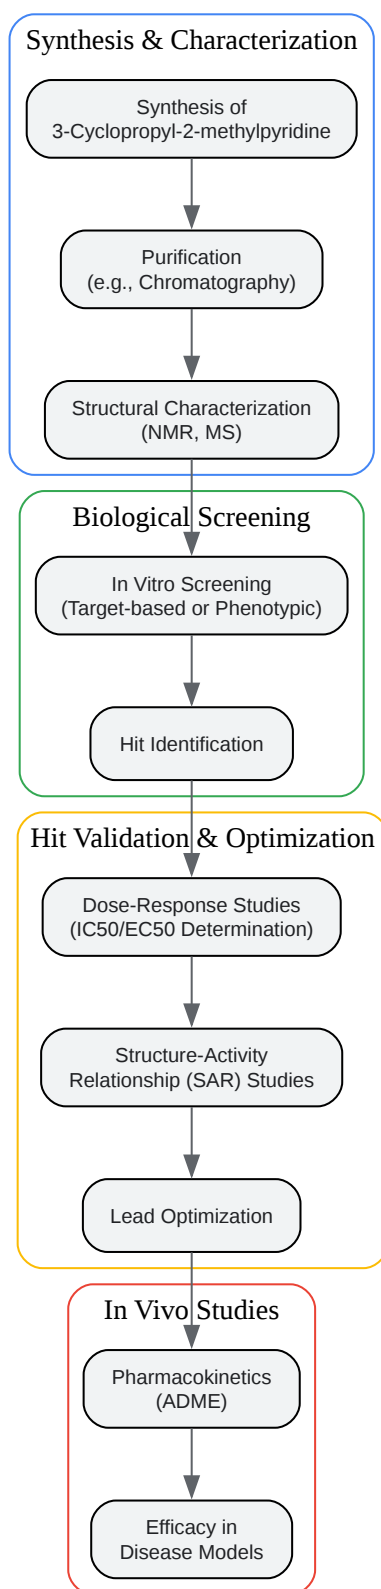 Synthesis & Characterization
Synthesis of
3-Cyclopropyl-2-methylpyridine
Purification
(e.g., Chromatography)
Structural Characterization
(NMR, MS)
Biological Screening
In Vitro Screening
(Target-based or Phenotypic)
Hit Identification
Hit Validation & Optimization
Dose-Response Studies
(IC50/EC50 Determination)
Structure-Activity
Relationship (SAR) Studies
Lead Optimization
In Vivo Studies
Pharmacokinetics
(ADME)
Efficacy in
Disease Models